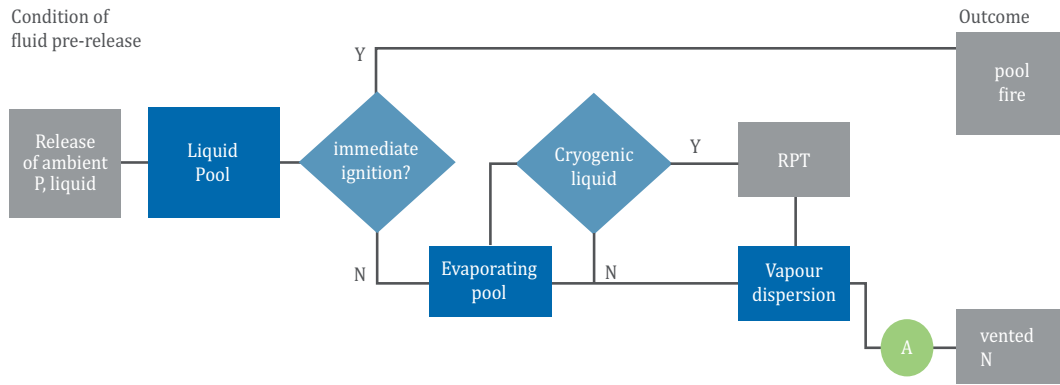 Condition of
fluid pre-release
Outcome
Y
pool
fire
Release
of ambient
P, liquid
Liquid
Pool
immediate
ignition?
Cryogenic
liquid
Y
RPT
N
Evaporating
pool
N
Vapour
dispersion
A
vented
N